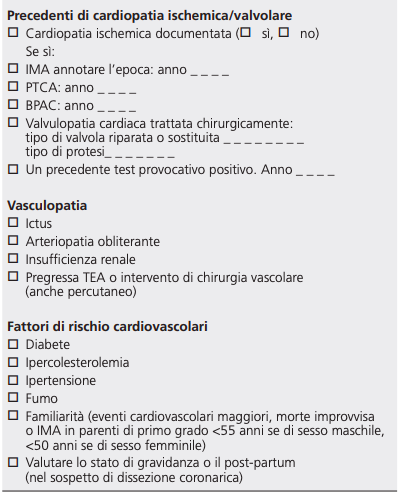 Precedenti di cardiopatia ischemica/valvolare
☐ Cardiopatia ischemica documentata (☐ sì, ☐ no)
Se sì:
☐ IMA annotare l'epoca: anno _ _ _ _
☐ PTCA: anno _ _ _ _
☐ BPAC: anno _ _ _ _
☐ Valvulopatia cardiaca trattata chirurgicamente:
tipo di valvola riparata o sostituita _ _ _ _ _ _ _ _
tipo di protesi_ _ _ _ _ _ _
☐ Un precedente test provocativo positivo. Anno _ _ _ _
Vasculopatia
☐ Ictus
☐ Arteriopatia obliterante
☐ Insufficienza renale
☐ Pregressa TEA o intervento di chirurgia vascolare
(anche percutaneo)
Fattori di rischio cardiovascolari
☐ Diabete
☐ Ipercolesterolemia
☐ Ipertensione
☐ Fumo
☐ Familiarità (eventi cardiovascolari maggiori, morte improvvisa
o IMA in parenti di primo grado <55 anni se di sesso maschile,
<50 anni se di sesso femminile)
☐ Valutare lo stato di gravidanza o il post-partum
(nel sospetto di dissezione coronarica)